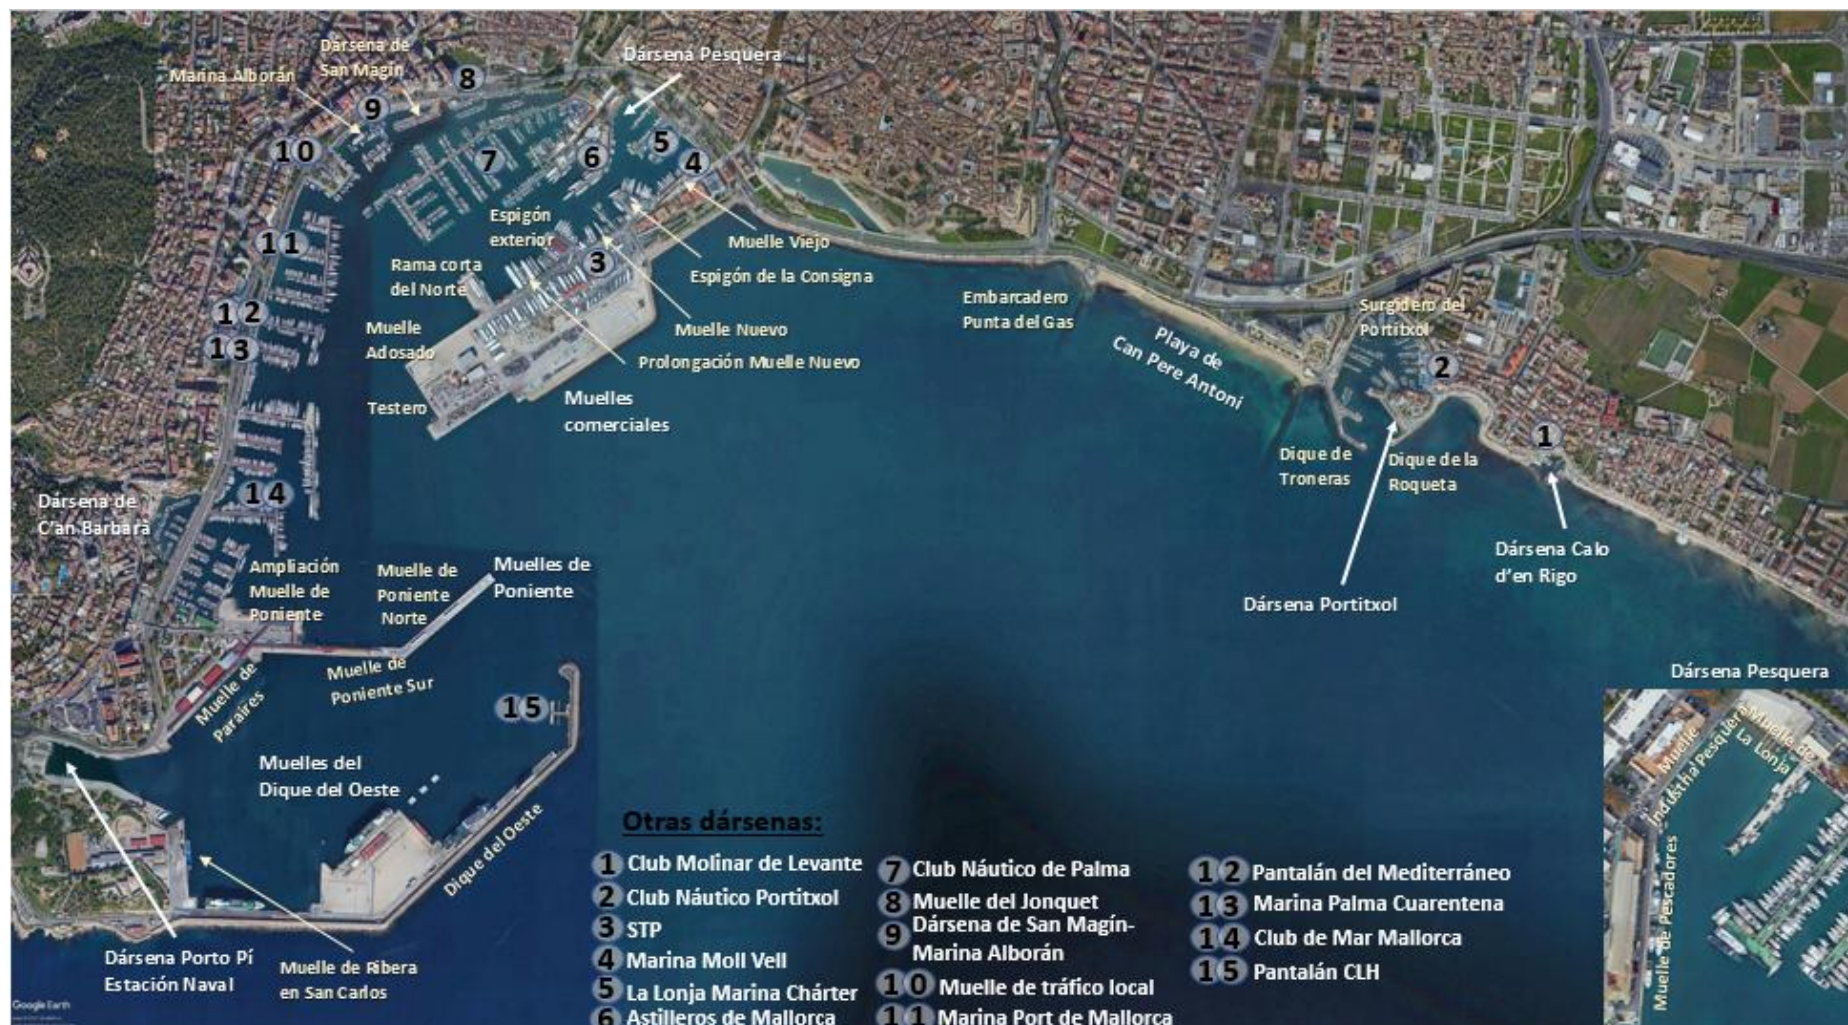 Dársena de
San Magín
Marina Alborán
8
9
Dársena Pesquera
10
7
6
5
4
Espigón
exterior
11
3
Muelle Viejo
Rama corta
del Norte
Espigón de la Consigna
12
13
Muelle
Adosado
Muelle Nuevo
Prolongación Muelle Nuevo
Testero
Muelles
comerciales
Embarcadero
Punta del Gas
Playa de
Can Pere Antoni
Surgidero del
Portitxol
2
1
Dique de
Troneras
Dique de la
Roqueta
Dársena Portitxol
Dársena Calo
d'en Rigo
14
Dársena de
C'an Barbarà
Ampliación
Muelle de
Poniente
Muelle de
Poniente
Norte
Muelles de
Poniente
Muelle de
Paraires
Muelle de
Poniente Sur
15
Muelles del
Dique del Oeste
Dique del Oeste
Dársena Porto Pí
Estación Naval
Muelle de Ribera
en San Carlos
Google Earth
Otras dársenas:
1 Club Molinar de Levante
2 Club Náutico Portitxol
3 STP
4 Marina Moll Vell
5 La Lonja Marina Chárter
6 Astilleros de Mallorca
7 Club Náutico de Palma
8 Muelle del Jonquet
9 Dársena de San Magín-
Marina Alborán
10 Muelle de tráfico local
11 Marina Port de Mallorca
12 Pantalán del Mediterráneo
13 Marina Palma Cuarentena
14 Club de Mar Mallorca
15 Pantalán CLH
Dársena Pesquera
Muelle
Industrial Pesquera
Muelle de
La Lonja
Muelle de Pescadores